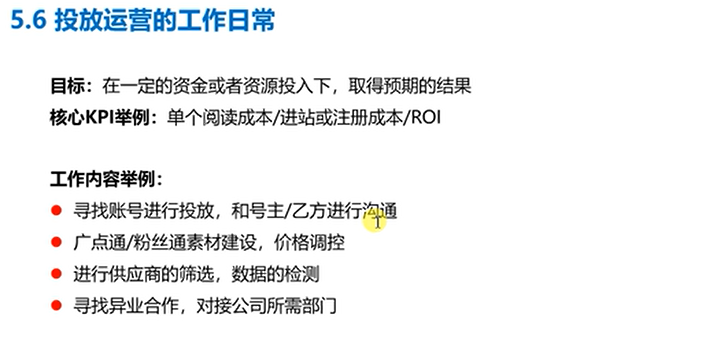 5.6 投放运营的工作日常
目标：在一定的资金或者资源投入下，取得预期的结果
核心KPI举例：单个阅读成本/进站或注册成本/ROI
工作内容举例：
寻找账号进行投放，和号主/乙方进行沟通
广点通/粉丝通素材建设，价格调控
进行供应商的筛选，数据的检测
寻找异业合作，对接公司所需部门